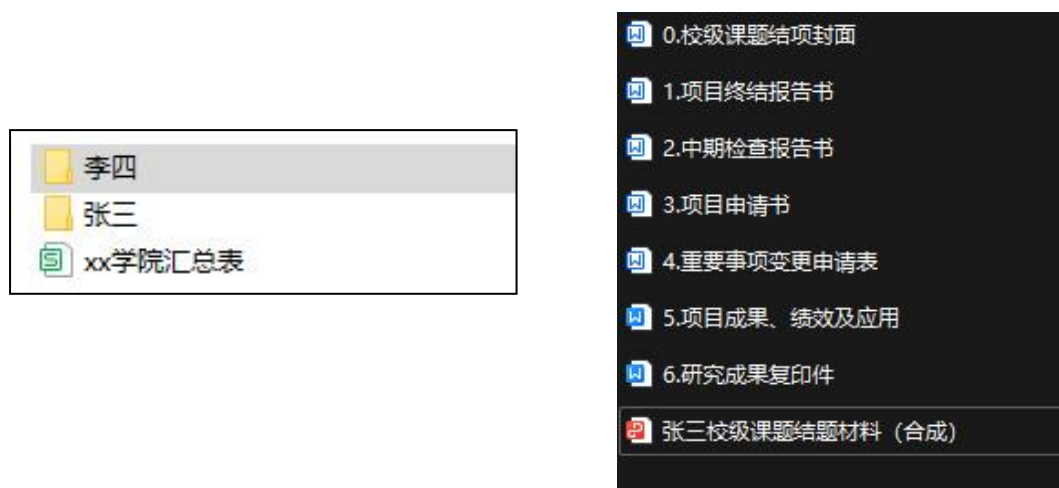 李四
张三
xx学院汇总表
0.校级课题结项封面
1.项目终结报告书
2.中期检查报告书
3.项目申请书
4.重要事项变更申请表
5.项目成果、绩效及应用
6.研究成果复印件
张三校级课题结题材料（合成）